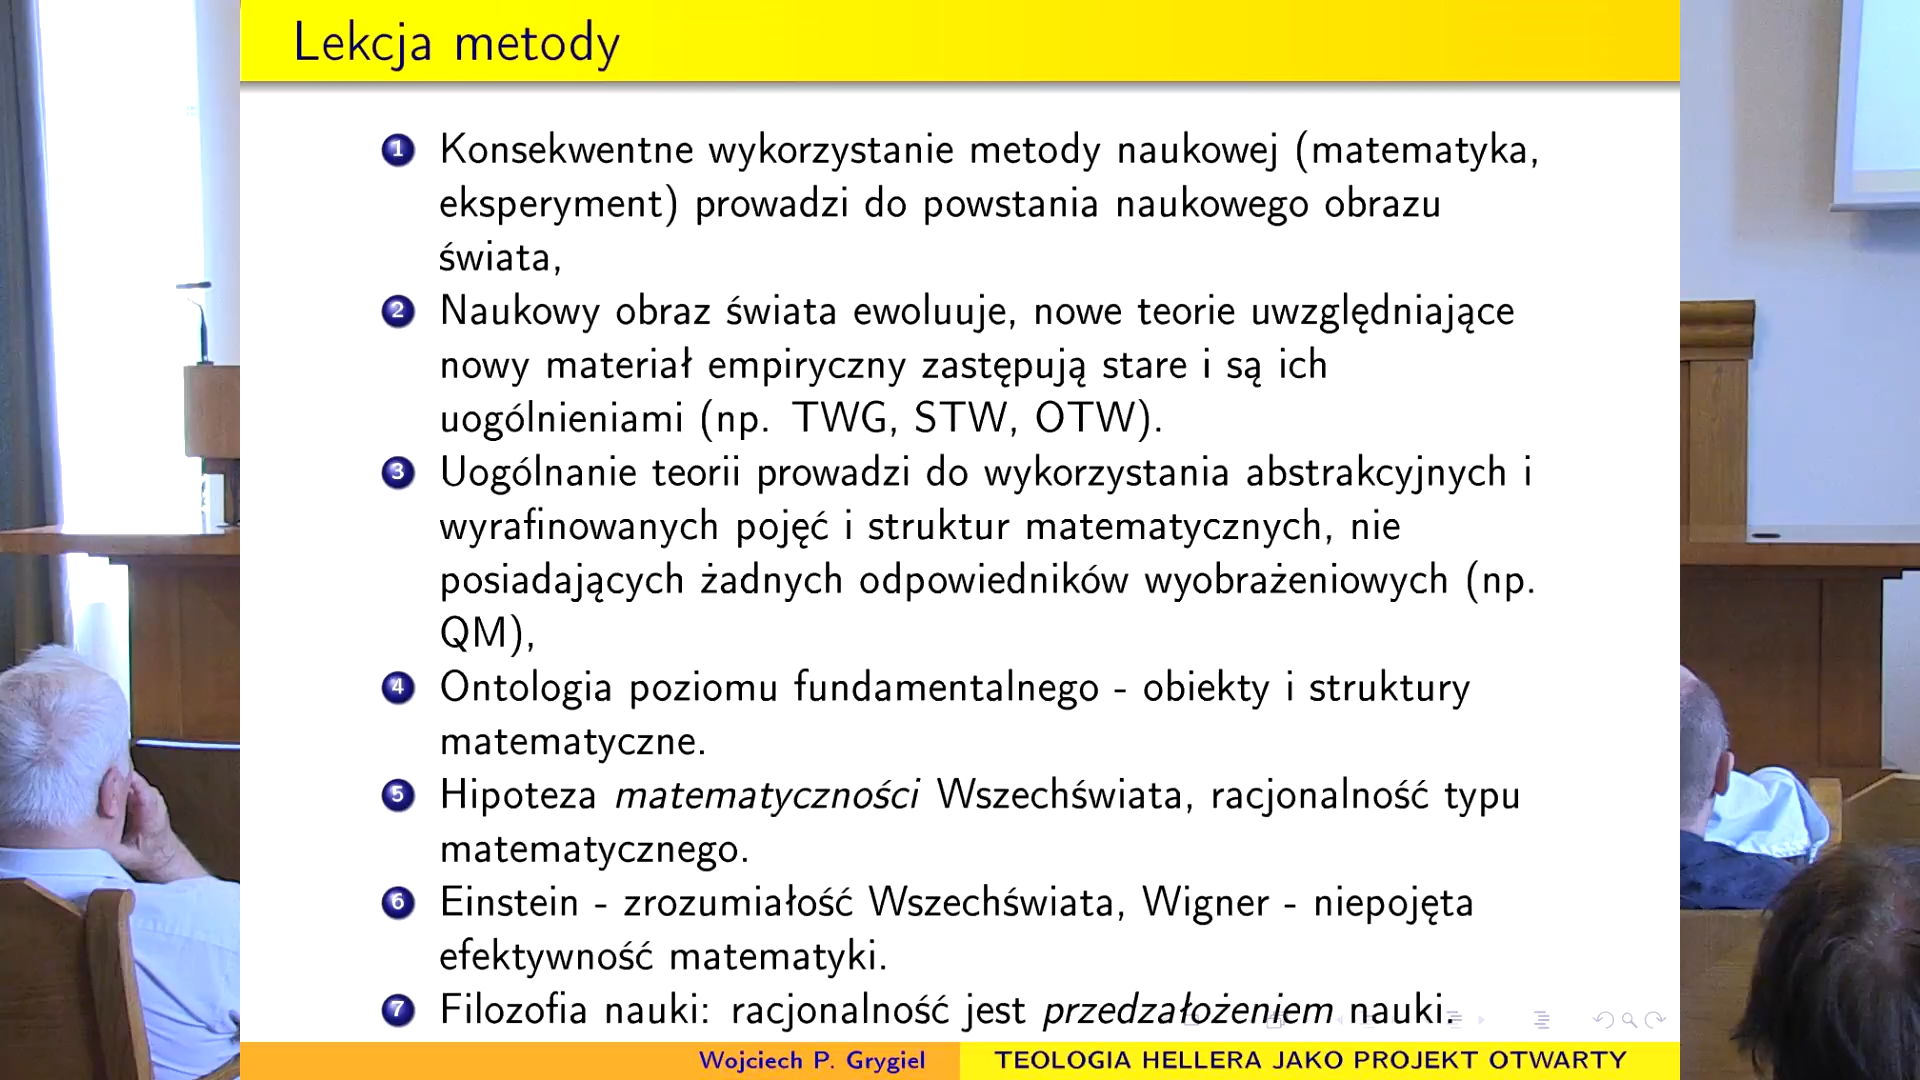 Lekcja metody
1 Konsekwentne wykorzystanie metody naukowej (matematyka,
eksperyment) prowadzi do powstania naukowego obrazu
świata,
2 Naukowy obraz świata ewoluuje, nowe teorie uwzględniające
nowy materiał empiryczny zastępują stare i są ich
uogólnieniami (np. TWG, STW, OTW).
3 Uogólnanie teorii prowadzi do wykorzystania abstrakcyjnych i
wyrafinowanych pojęć i struktur matematycznych, nie
posiadających żadnych odpowiedników wyobrażeniowych (np.
QM),
4 Ontologia poziomu fundamentalnego - obiekty i struktury
matematyczne.
5 Hipoteza matematyczności Wszechświata, racjonalność typu
matematycznego.
6 Einstein - zrozumiałość Wszechświata, Wigner - niepojęta
efektywność matematyki.
7 Filozofia nauki: racjonalność jest przedzałożeniem nauki.
Wojciech P. Grygiel
TEOLOGIA HELLERA JAKO PROJEKT OTWARTY